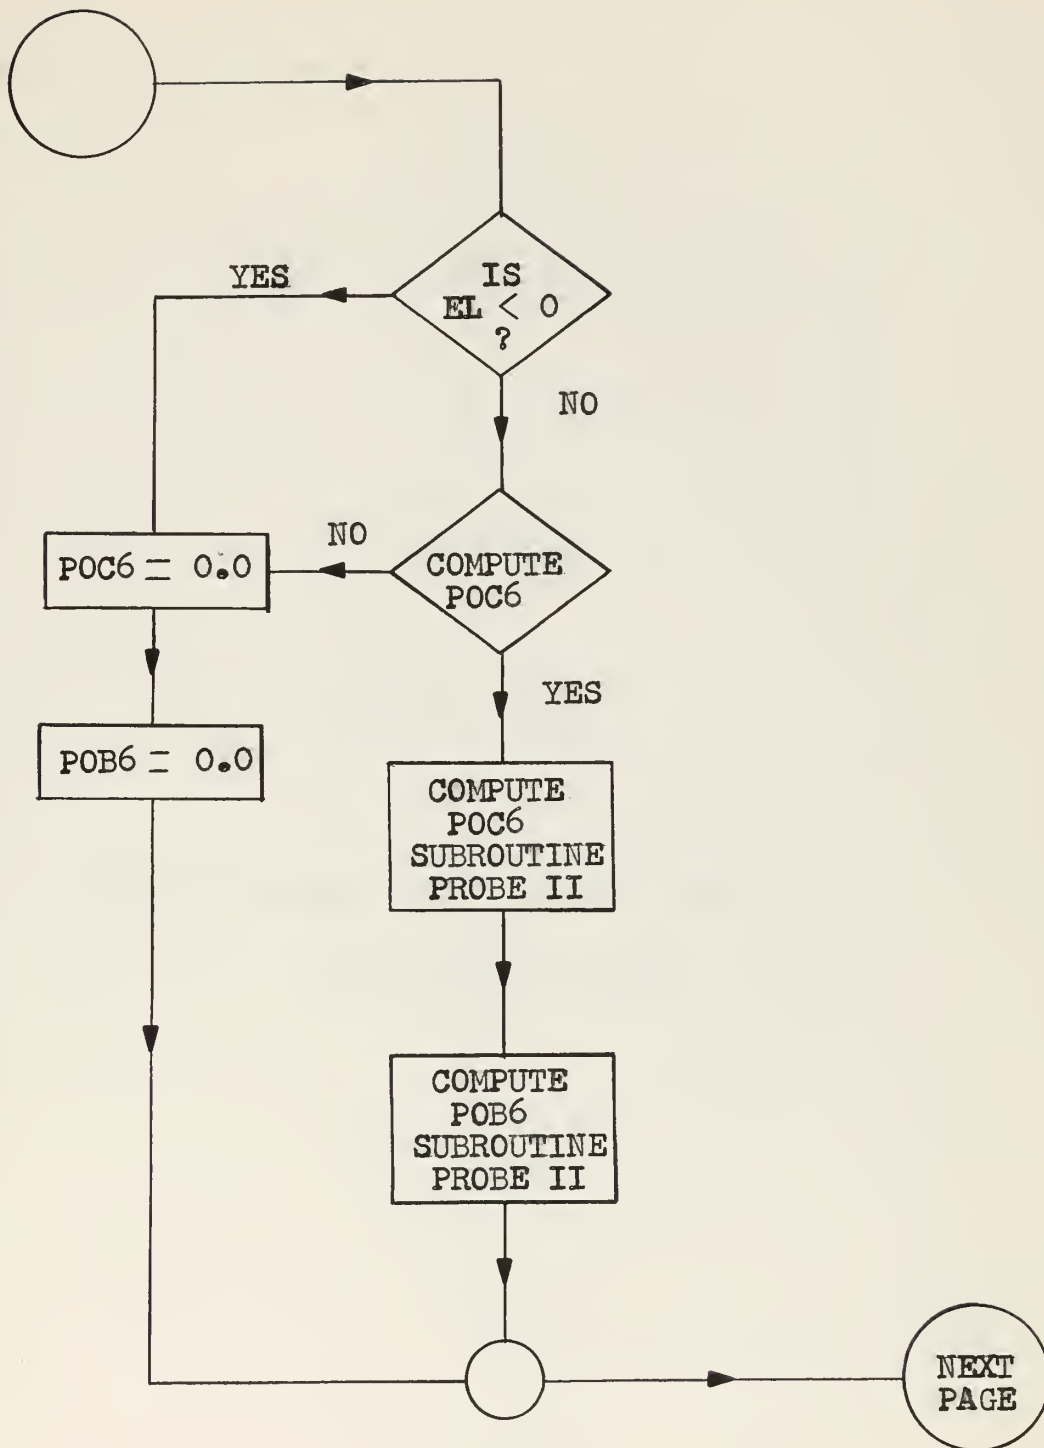 IS
EL < 0
?
YES
NO
NO
COMPUTE
POC6
POC6 = 0.0
YES
POB6 = 0.0
COMPUTE
POC6
SUBROUTINE
PROBE II
COMPUTE
POB6
SUBROUTINE
PROBE II
NEXT
PAGE